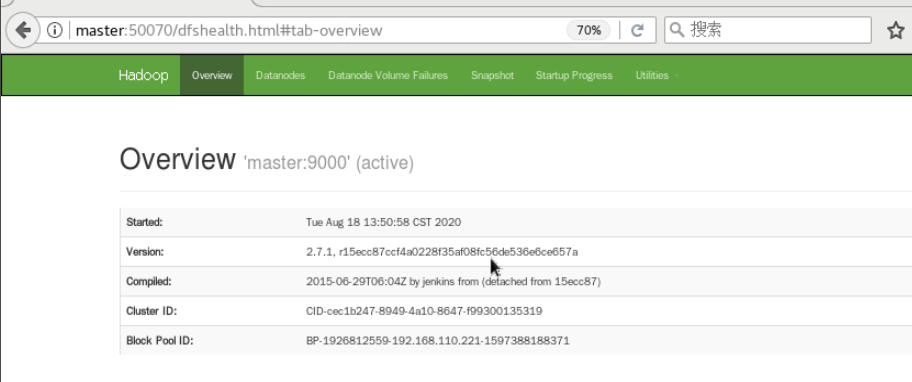 master:50070/dfshealth.html#tab-overview 70% 搜索
Hadoop Overview Datanodes Datanode Volume Failures Snapshot Startup Progress Utilities
Overview 'master:9000' (active)
Started: Tue Aug 18 13:50:58 CST 2020
Version: 2.7.1, r15ecc87ccf4a0228f35af08fc56de536e6ce657a
Compiled: 2015-06-29T06:04Z by jenkins from (detached from 15ecc87)
Cluster ID: CID-cec1b247-8949-4a10-8647-f99300135319
Block Pool ID: BP-1926812559-192.168.110.221-1597388188371